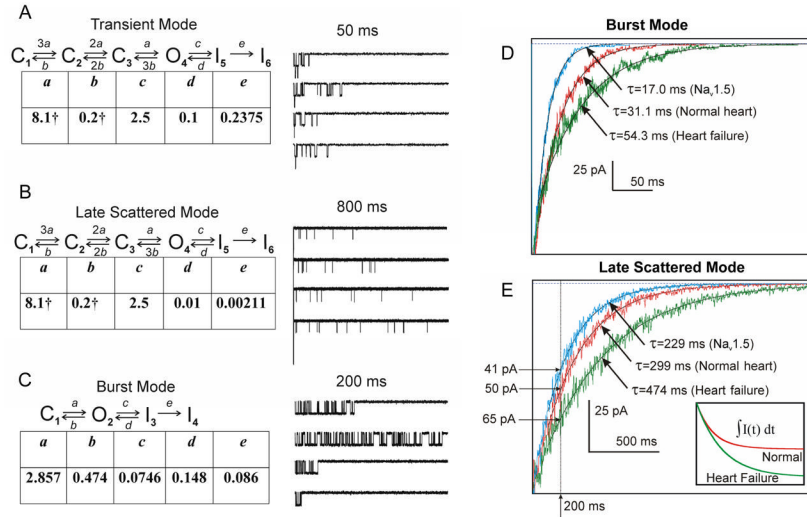 A
Transient Mode
50 ms
C₁ 3a ⇌ b C₂ 2a ⇌ 2b C₃ a ⇌ 3b O₄ c ⇌ d I₅ e → I₆
a b c d e
8.1† 0.2† 2.5 0.1 0.2375
B
Late Scattered Mode
800 ms
C₁ 3a ⇌ b C₂ 2a ⇌ 2b C₃ a ⇌ 3b O₄ c ⇌ d I₅ e → I₆
a b c d e
8.1† 0.2† 2.5 0.01 0.00211
C
Burst Mode
200 ms
C₁ a ⇌ b O₂ c ⇌ d I₃ e → I₄
a b c d e
2.857 0.474 0.0746 0.148 0.086
Burst Mode
D
τ=17.0 ms (Naᵥ1.5)
τ=31.1 ms (Normal heart)
τ=54.3 ms (Heart failure)
25 pA
50 ms
Late Scattered Mode
E
τ=229 ms (Naᵥ1.5)
τ=299 ms (Normal heart)
τ=474 ms (Heart failure)
41 pA
50 pA
65 pA
25 pA
500 ms
∫I(t) dt
Normal
Heart Failure
200 ms